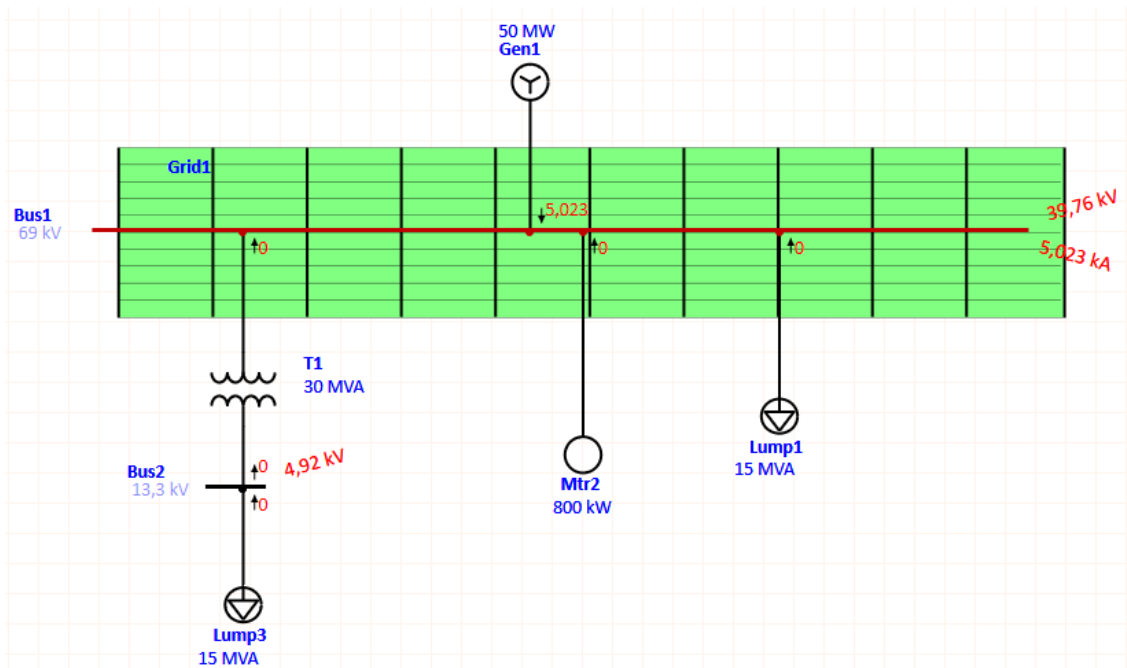 50 MW
Gen1
Grid1
Bus1
69 kV
5,023
39,76 kV
5,023 kA
0
0
0
T1
30 MVA
Bus2
13,3 kV
0
4,92 kV
0
Lump1
15 MVA
Mtr2
800 kW
Lump3
15 MVA